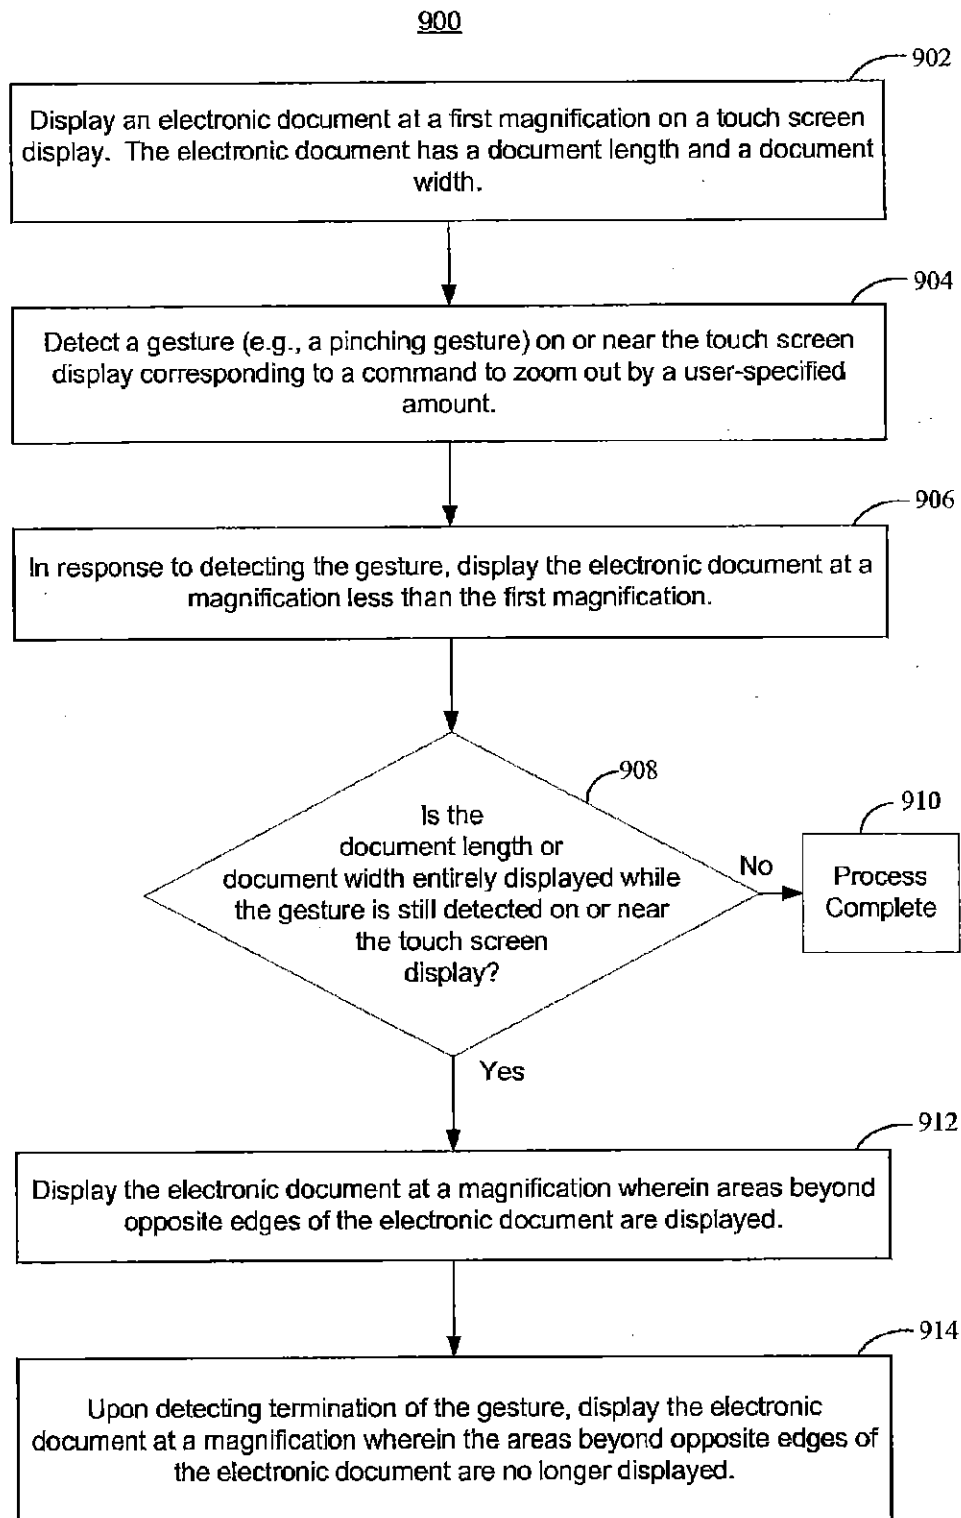 900
902
Display an electronic document at a first magnification on a touch screen
display. The electronic document has a document length and a document
width.
904
Detect a gesture (e.g., a pinching gesture) on or near the touch screen
display corresponding to a command to zoom out by a user-specified
amount.
906
In response to detecting the gesture, display the electronic document at a
magnification less than the first magnification.
908
Is the
document length or
document width entirely displayed while
the gesture is still detected on or near
the touch screen
display?
No
910
Process
Complete
Yes
912
Display the electronic document at a magnification wherein areas beyond
opposite edges of the electronic document are displayed.
914
Upon detecting termination of the gesture, display the electronic
document at a magnification wherein the areas beyond opposite edges of
the electronic document are no longer displayed.